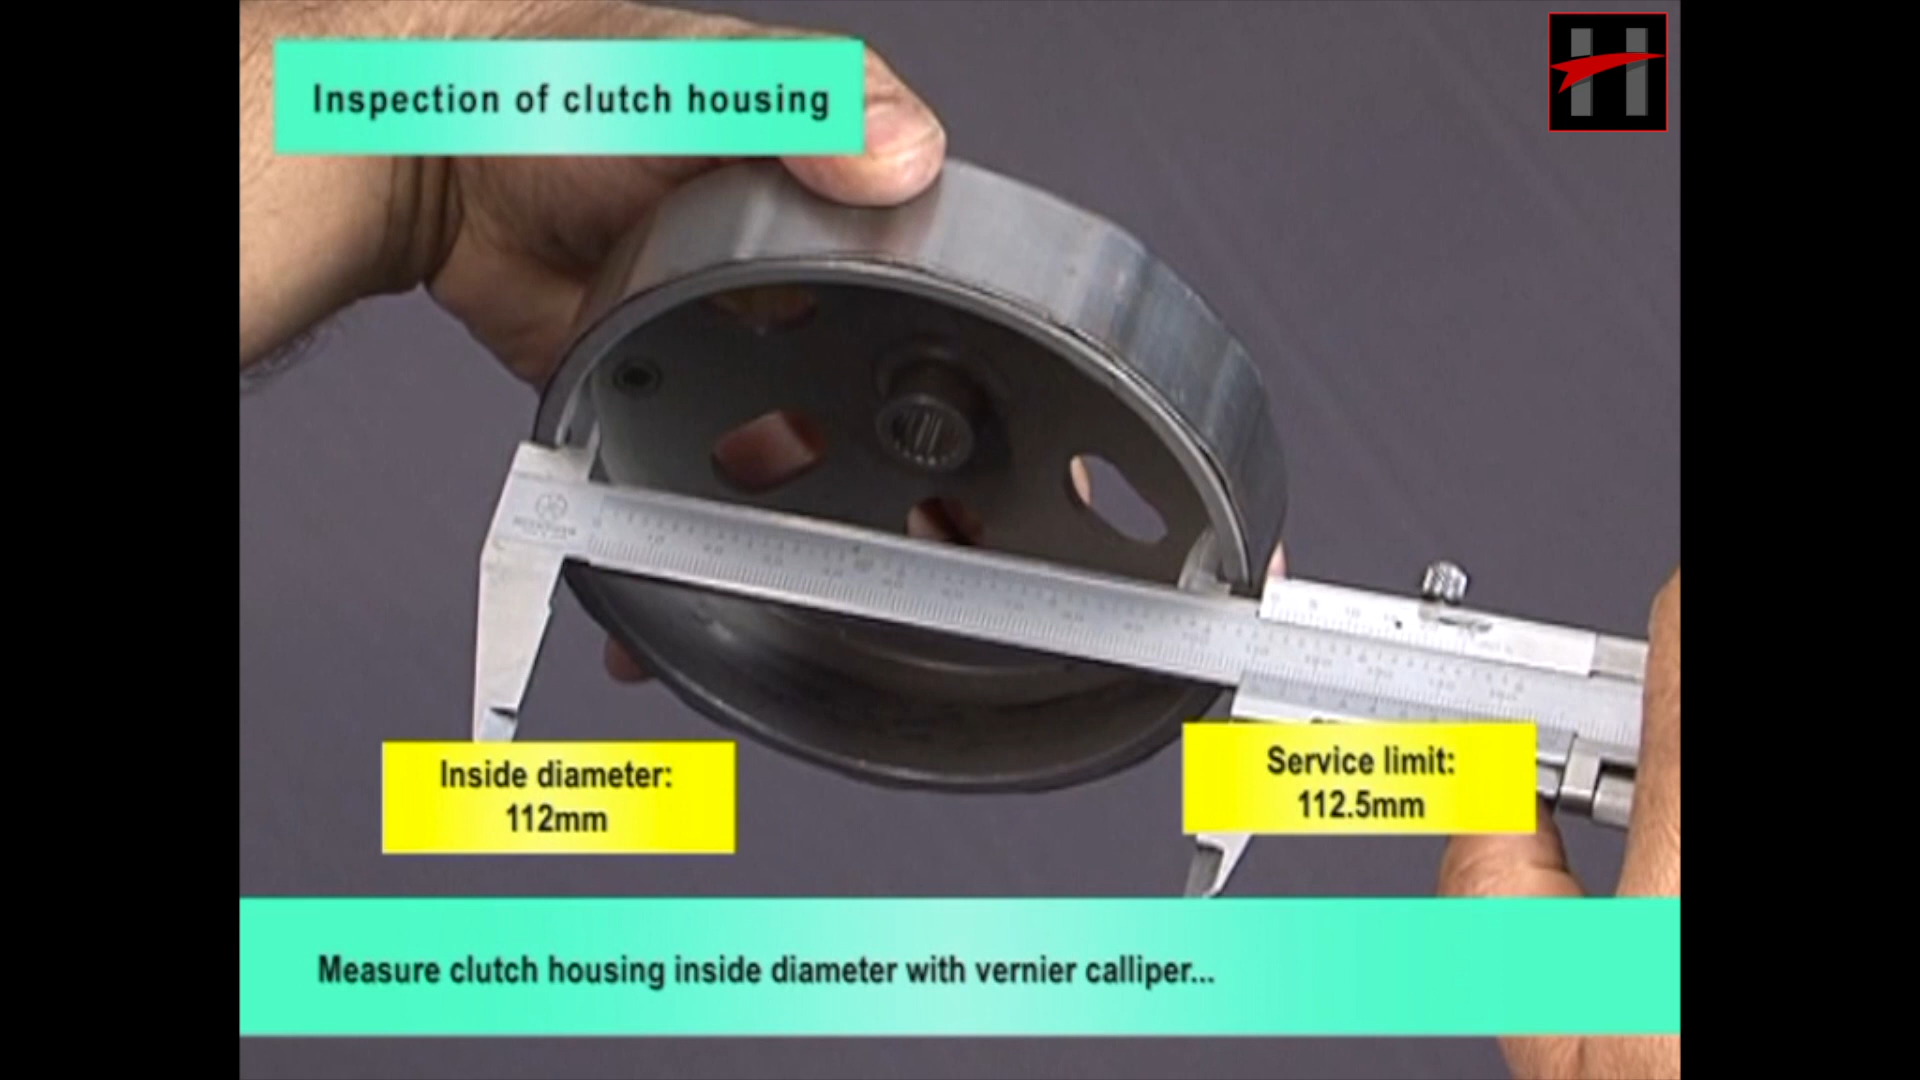 Inspection of clutch housing
Inside diameter:
112mm
Service limit:
112.5mm
Measure clutch housing inside diameter with vernier calliper...